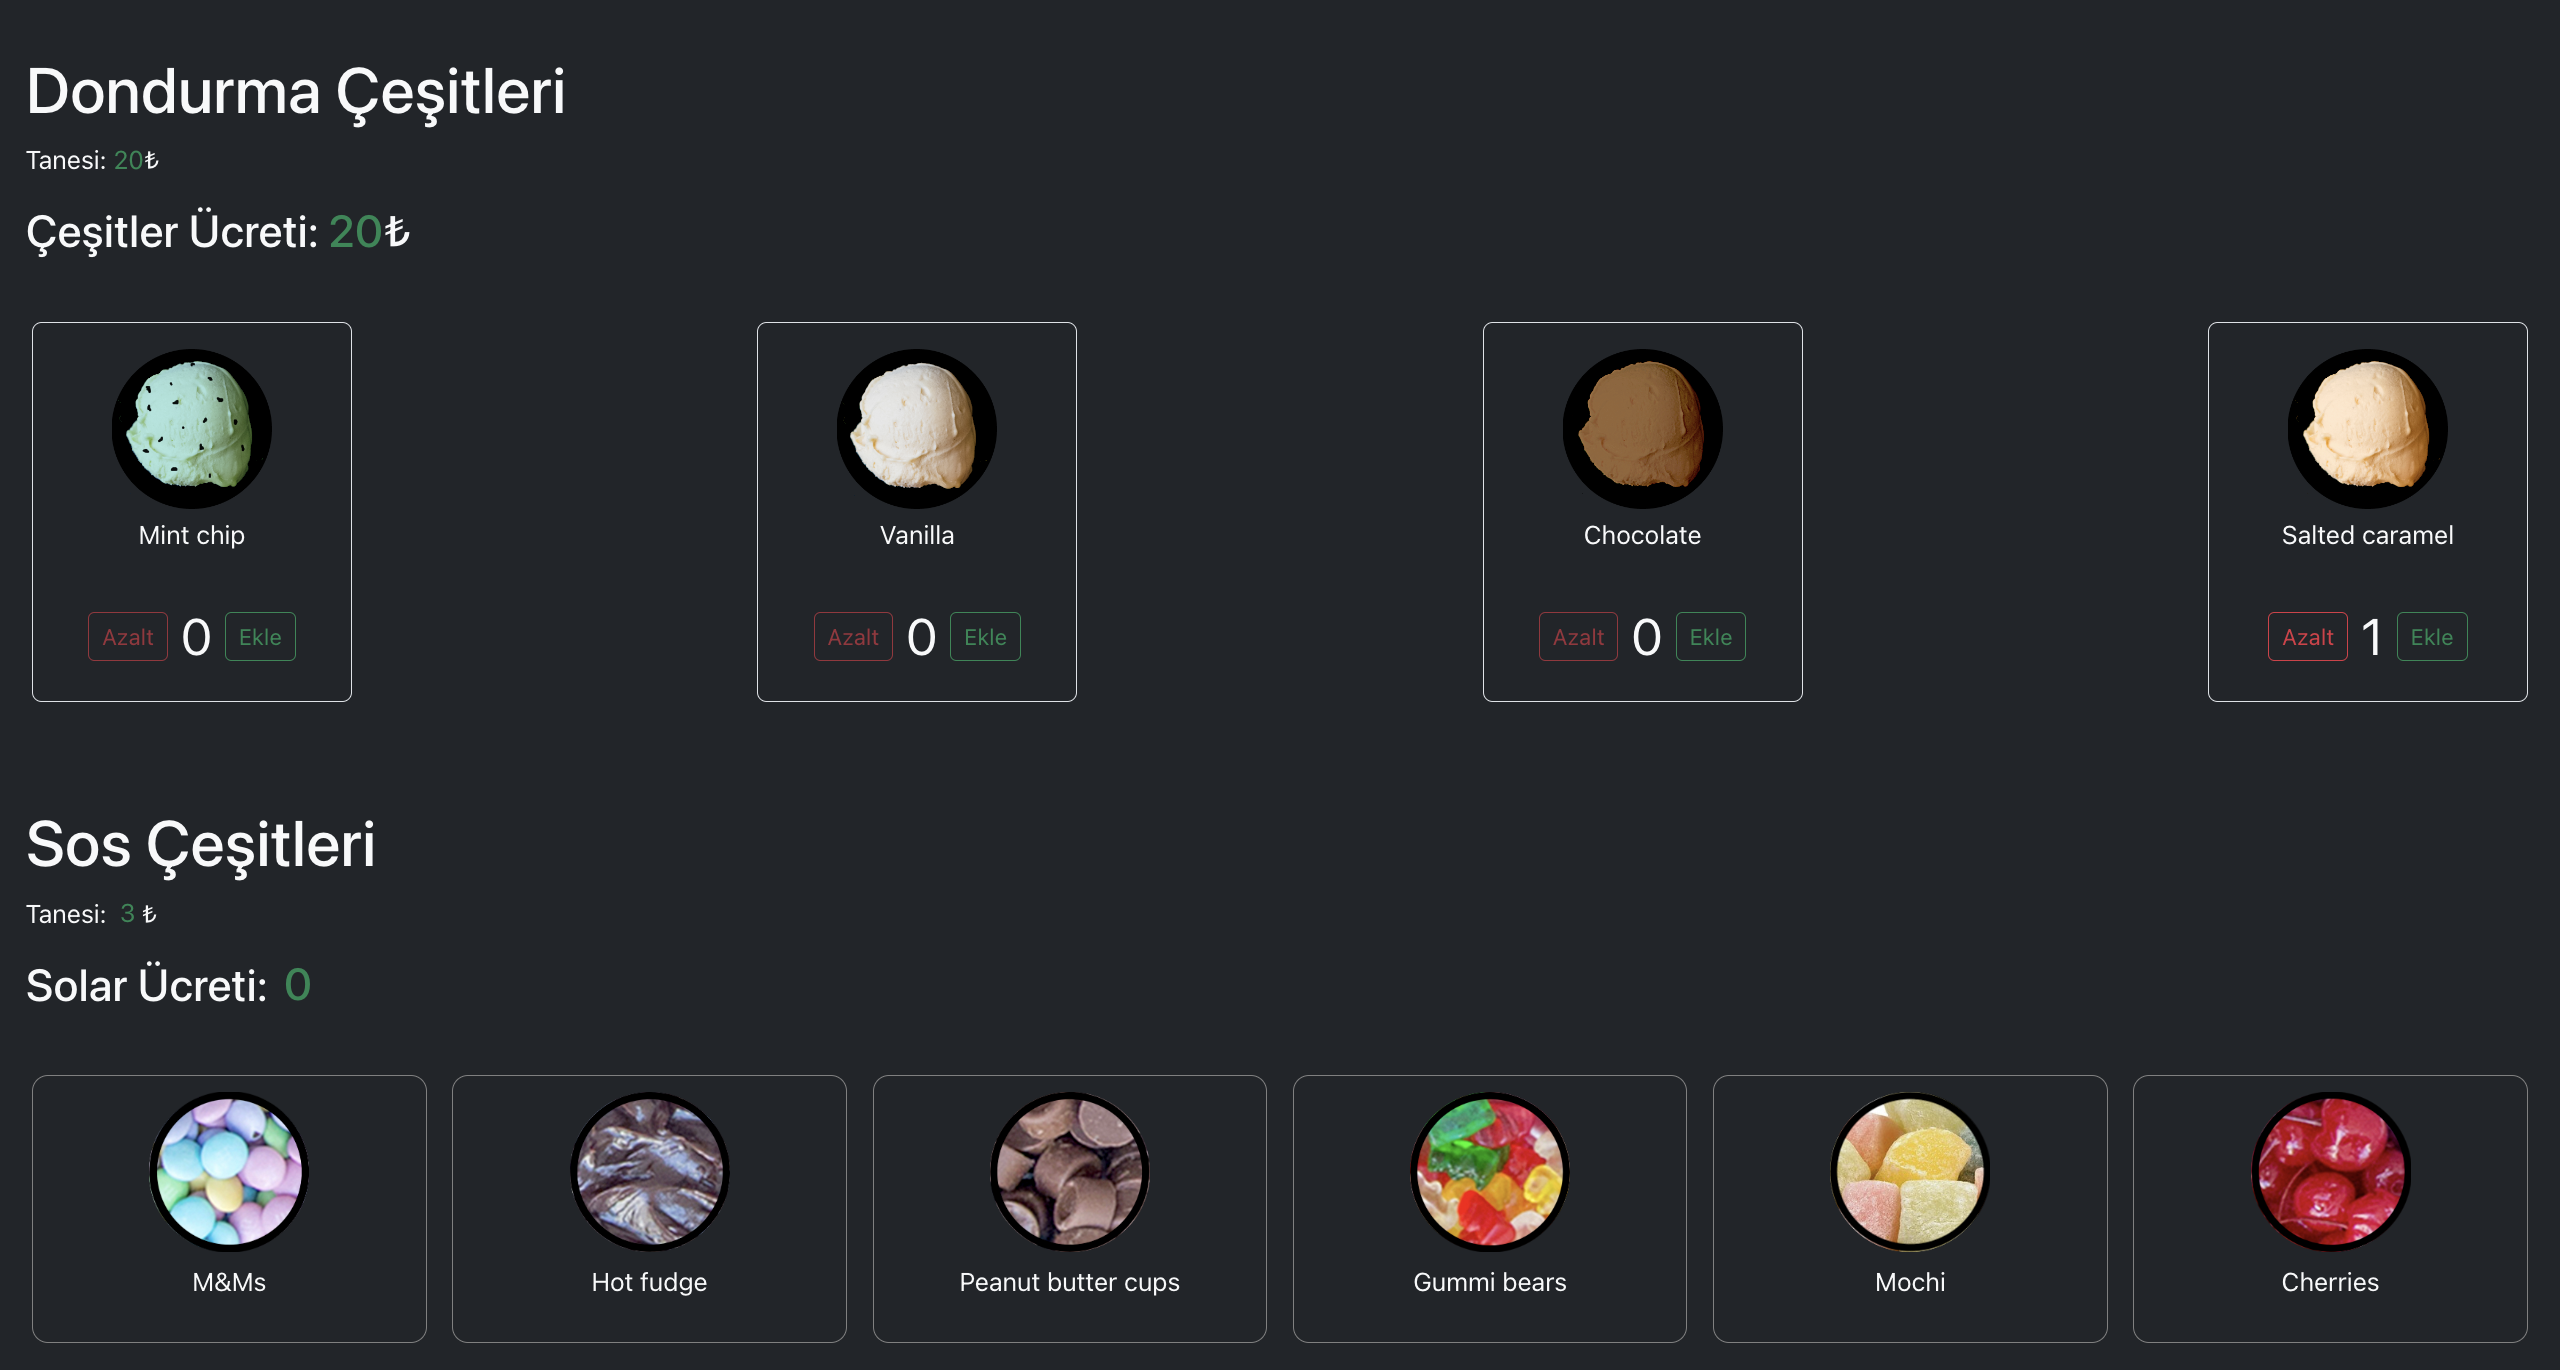 Dondurma Çeşitleri
Tanesi: 20₺
Çeşitler Ücreti: 20₺
Mint chip
Vanilla
Chocolate
Salted caramel
Azalt 0 Ekle
Azalt 0 Ekle
Azalt 0 Ekle
Azalt 1 Ekle
Sos Çeşitleri
Tanesi: 3 ₺
Solar Ücreti: 0
M&Ms
Hot fudge
Peanut butter cups
Gummi bears
Mochi
Cherries